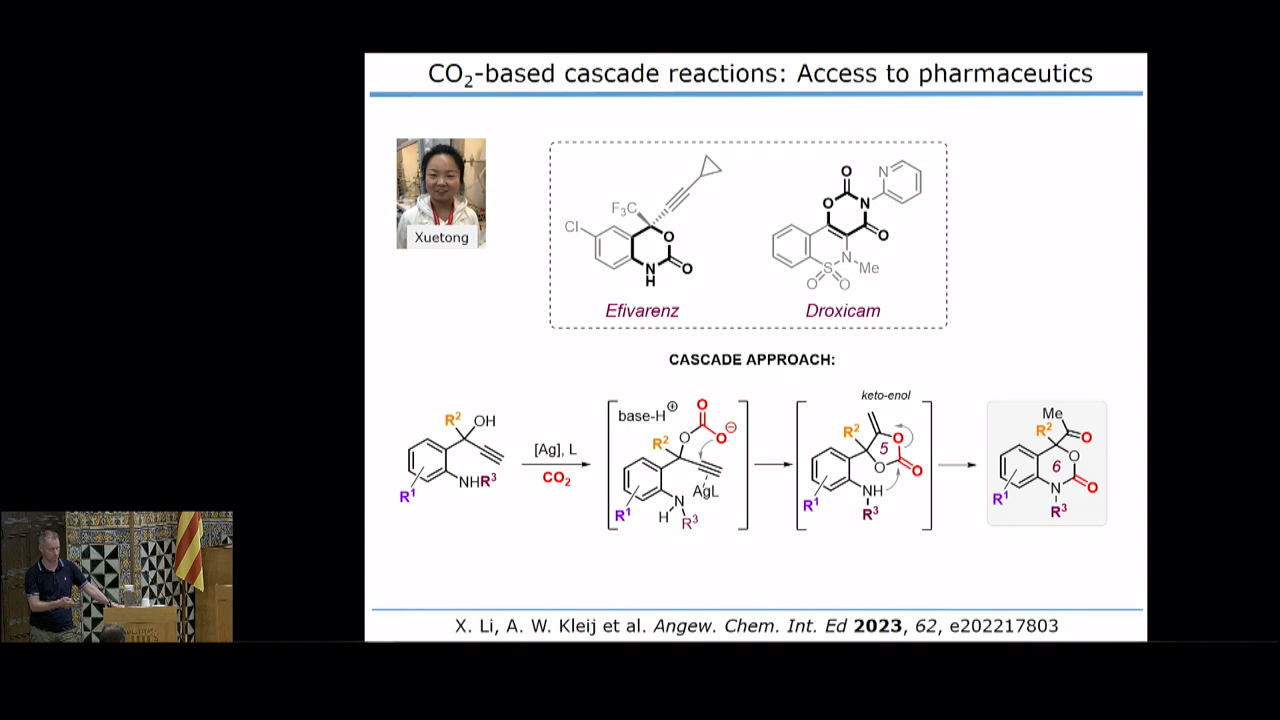 CO₂-based cascade reactions: Access to pharmaceutics
Xuetong
F₃C
Cl
O
N
H
O
Efivarenz
O
N
O
N
O
N
Me
S
O
O
Droxicam
CASCADE APPROACH:
R² OH
NHR³
R¹
[Ag], L
CO₂
base-H⊕
O
O
O⊖
R²
AgL
R¹
H
N
R³
keto-enol
R²
O
5
O
O
NH
R¹
R³
Me
R²
O
O
6
O
N
R¹
R³
X. Li, A. W. Kleij et al. Angew. Chem. Int. Ed 2023, 62, e202217803